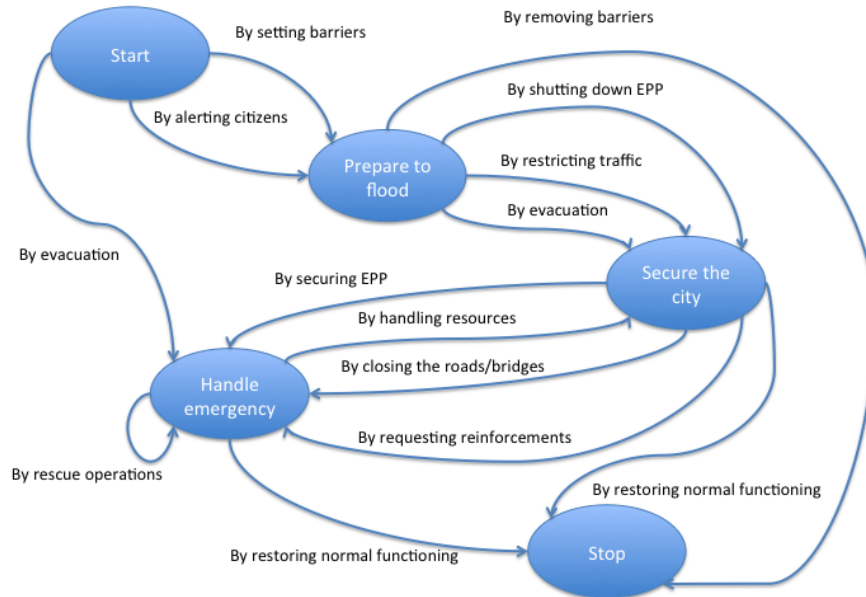 By removing barriers
By setting barriers
Start
By shutting down EPP
By alerting citizens
Prepare to
flood
By restricting traffic
By evacuation
By evacuation
Secure the
city
By securing EPP
By handling resources
By closing the roads/bridges
Handle
emergency
By requesting reinforcements
By rescue operations
By restoring normal functioning
By restoring normal functioning
Stop